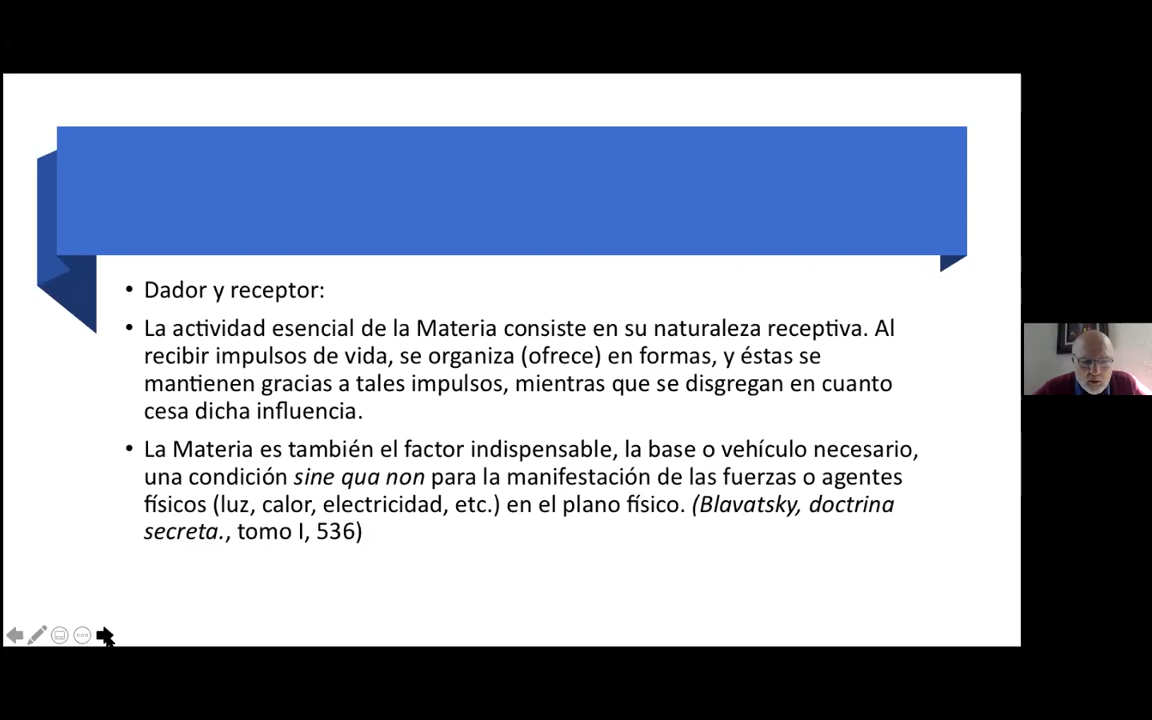 • Dador y receptor:
• La actividad esencial de la Materia consiste en su naturaleza receptiva. Al
recibir impulsos de vida, se organiza (ofrece) en formas, y éstas se
mantienen gracias a tales impulsos, mientras que se disgregan en cuanto
cesa dicha influencia.
• La Materia es también el factor indispensable, la base o vehículo necesario,
una condición sine qua non para la manifestación de las fuerzas o agentes
físicos (luz, calor, electricidad, etc.) en el plano físico. (Blavatsky, doctrina
secreta., tomo I, 536)